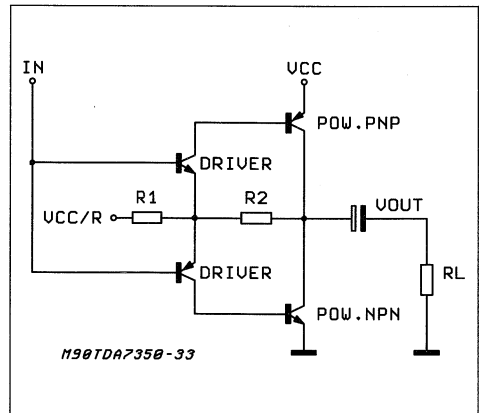 IN
VCC
POW.PNP
DRIVER
R1
R2
VCC/R
VOUT
DRIVER
RL
POW.NPN
M90TDA7350-33